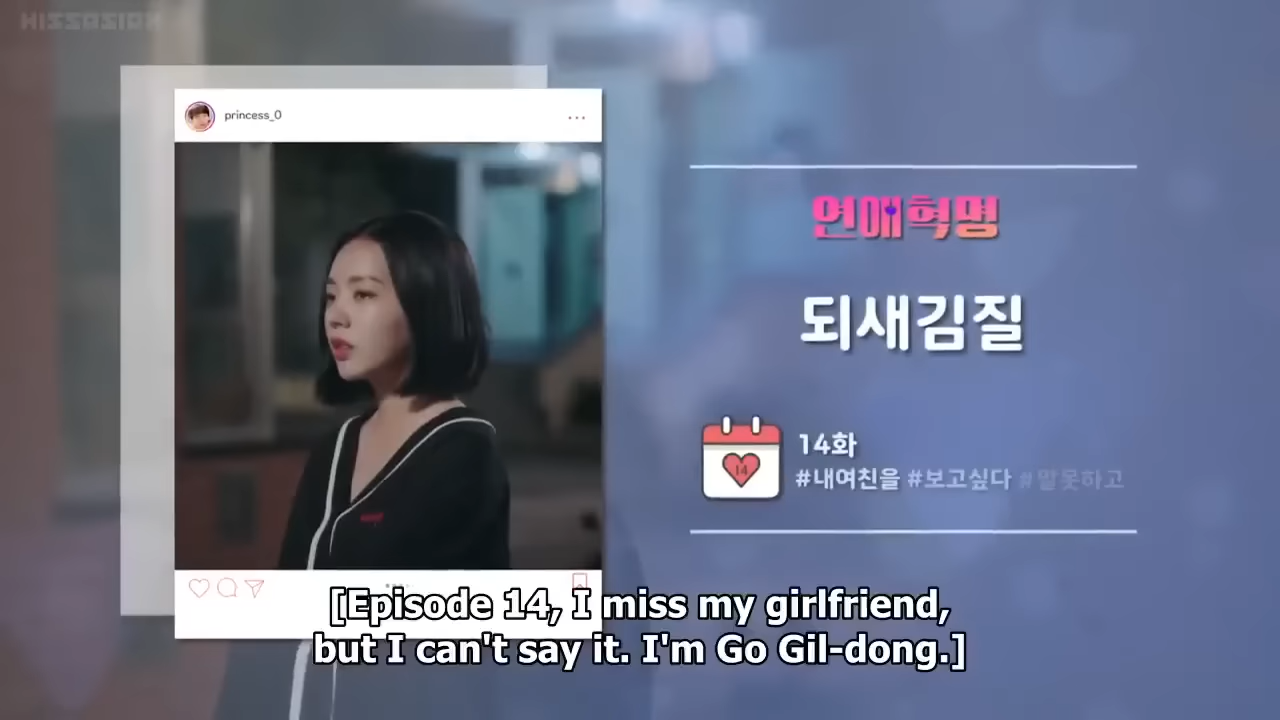 KISSASIAN
princess_0
연애혁명
되새김질
14
14화
#내여친을 #보고싶다 #말못하고
[Episode 14, I miss my girlfriend,
but I can't say it. I'm Go Gil-dong.]